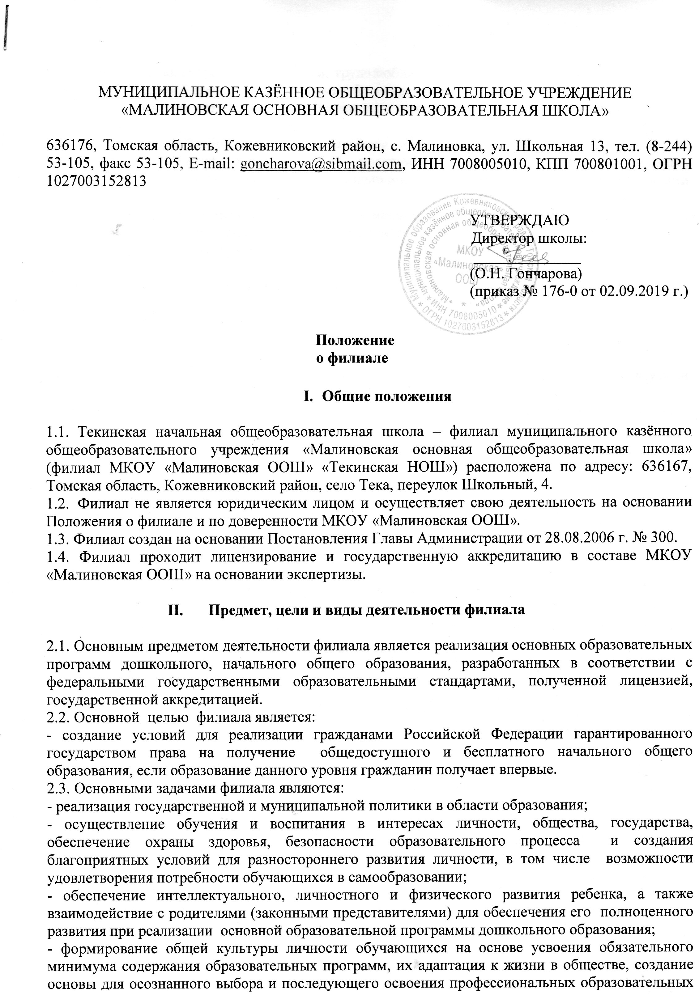 МУНИЦИПАЛЬНОЕ КАЗЁННОЕ ОБЩЕОБРАЗОВАТЕЛЬНОЕ УЧРЕЖДЕНИЕ
«МАЛИНОВСКАЯ ОСНОВНАЯ ОБЩЕОБРАЗОВАТЕЛЬНАЯ ШКОЛА»
636176, Томская область, Кожевниковский район, с. Малиновка, ул. Школьная 13, тел. (8-244)
53-105, факс 53-105, E-mail: goncharova@sibmail.com, ИНН 7008005010, КПП 700801001, ОГРН
1027003152813
УТВЕРЖДАЮ
Директор школы:
(О.Н. Гончарова)
(приказ № 176-0 от 02.09.2019 г.)
* Муниципальное образование Кожевниковский район Томской области *
ОГРН 1027003152813
* муниципальное казённое общеобразовательное учреждение *
ИНН 7008005010
«Малиновская основная общеобразовательная школа» *
МКОУ
«Малиновская»
ООШ
Положение
о филиале
I. Общие положения
1.1. Текинская начальная общеобразовательная школа – филиал муниципального казённого
общеобразовательного учреждения «Малиновская основная общеобразовательная школа»
(филиал МКОУ «Малиновская ООШ» «Текинская НОШ») расположена по адресу: 636167,
Томская область, Кожевниковский район, село Тека, переулок Школьный, 4.
1.2. Филиал не является юридическим лицом и осуществляет свою деятельность на основании
Положения о филиале и по доверенности МКОУ «Малиновская ООШ».
1.3. Филиал создан на основании Постановления Главы Администрации от 28.08.2006 г. № 300.
1.4. Филиал проходит лицензирование и государственную аккредитацию в составе МКОУ
«Малиновская ООШ» на основании экспертизы.
II. Предмет, цели и виды деятельности филиала
2.1. Основным предметом деятельности филиала является реализация основных образовательных
программ дошкольного, начального общего образования, разработанных в соответствии с
федеральными государственными образовательными стандартами, полученной лицензией,
государственной аккредитацией.
2.2. Основной целью филиала является:
- создание условий для реализации гражданами Российской Федерации гарантированного
государством права на получение общедоступного и бесплатного начального общего
образования, если образование данного уровня гражданин получает впервые.
2.3. Основными задачами филиала являются:
- реализация государственной и муниципальной политики в области образования;
- осуществление обучения и воспитания в интересах личности, общества, государства,
обеспечение охраны здоровья, безопасности образовательного процесса и создания
благоприятных условий для разностороннего развития личности, в том числе возможности
удовлетворения потребности обучающихся в самообразовании;
- обеспечение интеллектуального, личностного и физического развития ребенка, а также
взаимодействие с родителями (законными представителями) для обеспечения его полноценного
развития при реализации основной образовательной программы дошкольного образования;
- формирование общей культуры личности обучающихся на основе усвоения обязательного
минимума содержания образовательных программ, их адаптация к жизни в обществе, создание
основы для осознанного выбора и последующего освоения профессиональных образовательных